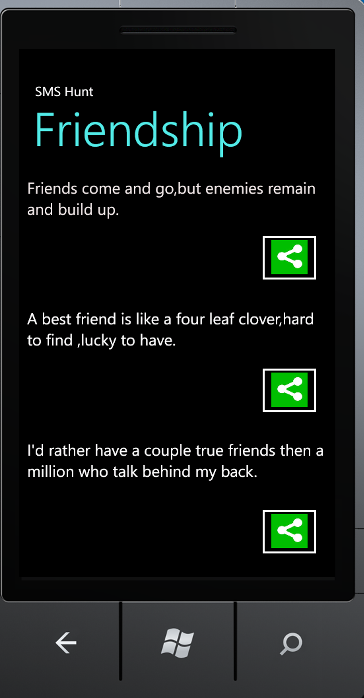 SMS Hunt
Friendship
Friends come and go,but enemies remain
and build up.
A best friend is like a four leaf clover,hard
to find ,lucky to have.
I'd rather have a couple true friends then a
million who talk behind my back.